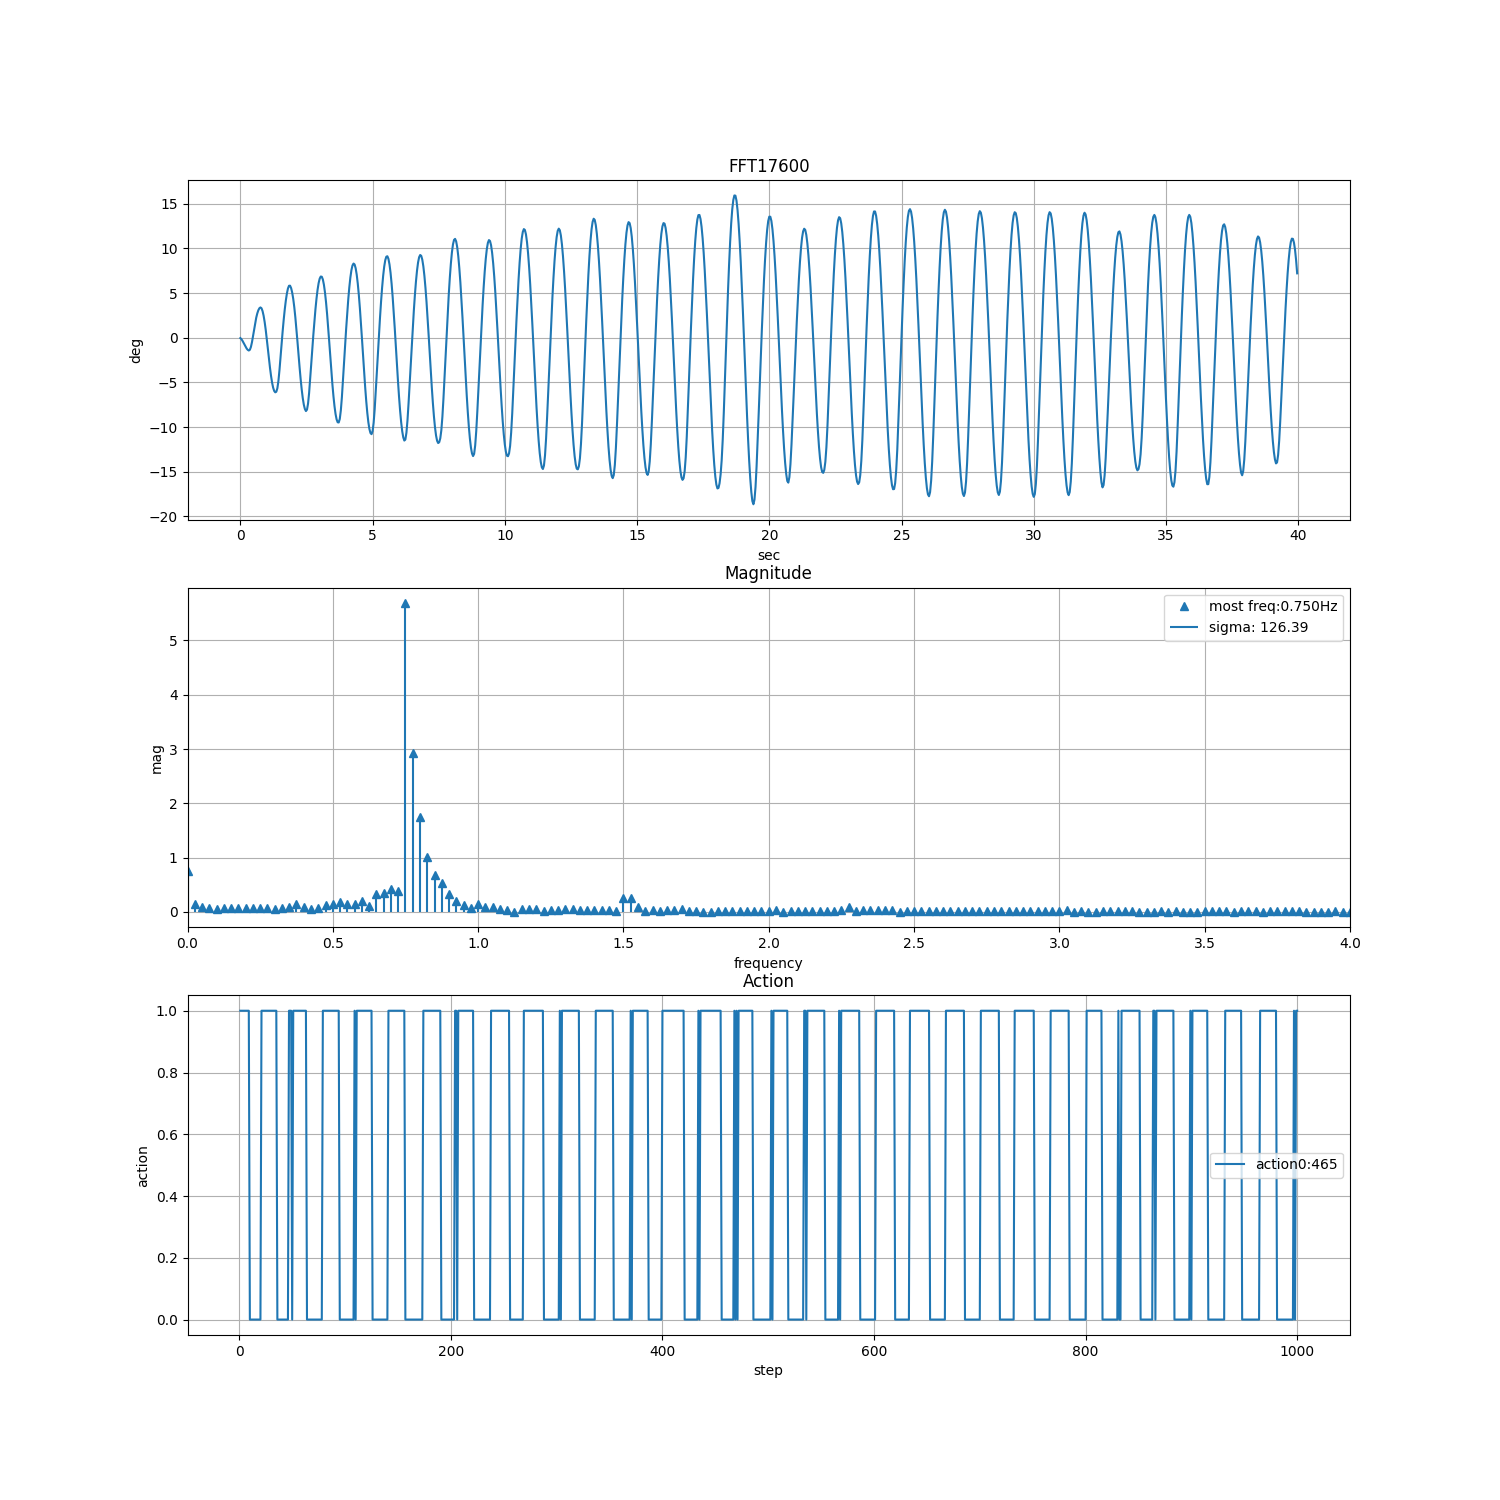 FFT17600
15
10
5
0
−5
−10
−15
−20
deg
0 5 10 15 20 25 30 35 40
sec
Magnitude
most freq:0.750Hz
sigma: 126.39
5
4
3
2
1
0
mag
0.0 0.5 1.0 1.5 2.0 2.5 3.0 3.5 4.0
frequency
Action
1.0
0.8
0.6
0.4
0.2
0.0
action
action0:465
0 200 400 600 800 1000
step